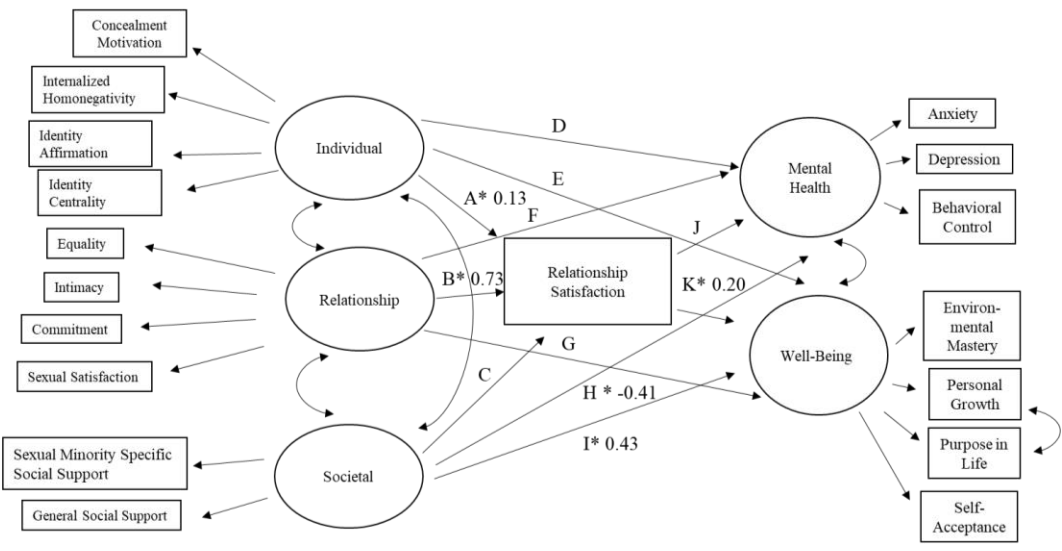 Concealment
Motivation
Internalized
Homonegativity
Identity
Affirmation
Identity
Centrality
Equality
Intimacy
Commitment
Sexual Satisfaction
Sexual Minority Specific
Social Support
General Social Support
Individual
Relationship
Societal
D
E
A* 0.13
F
B* 0.73
J
K* 0.20
G
C
H * -0.41
I* 0.43
Relationship
Satisfaction
Mental
Health
Well-Being
Anxiety
Depression
Behavioral
Control
Environ-
mental
Mastery
Personal
Growth
Purpose in
Life
Self-
Acceptance